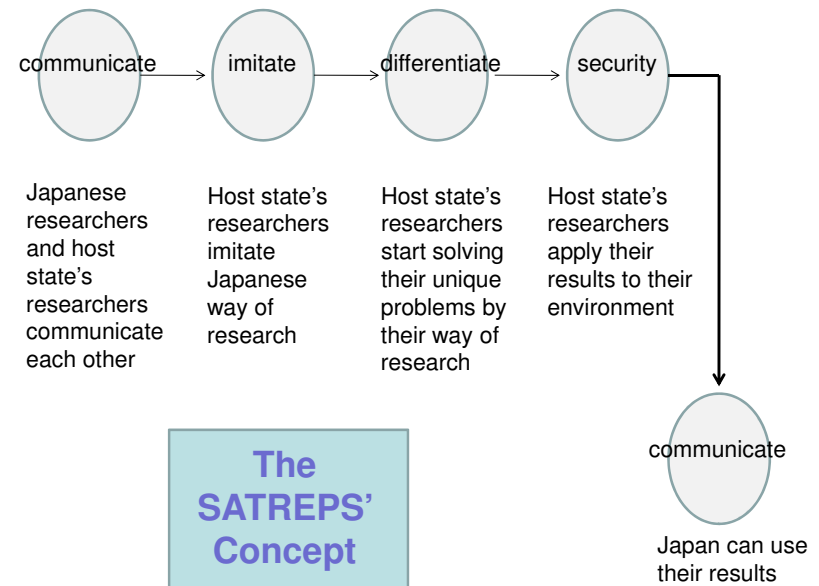 communicate
imitate
differentiate
security
Japanese
researchers
and host
state's
researchers
communicate
each other
Host state's
researchers
imitate
Japanese
way of
research
Host state's
researchers
start solving
their unique
problems by
their way of
research
Host state's
researchers
apply their
results to their
environment
The
SATREPS'
Concept
communicate
Japan can use
their results